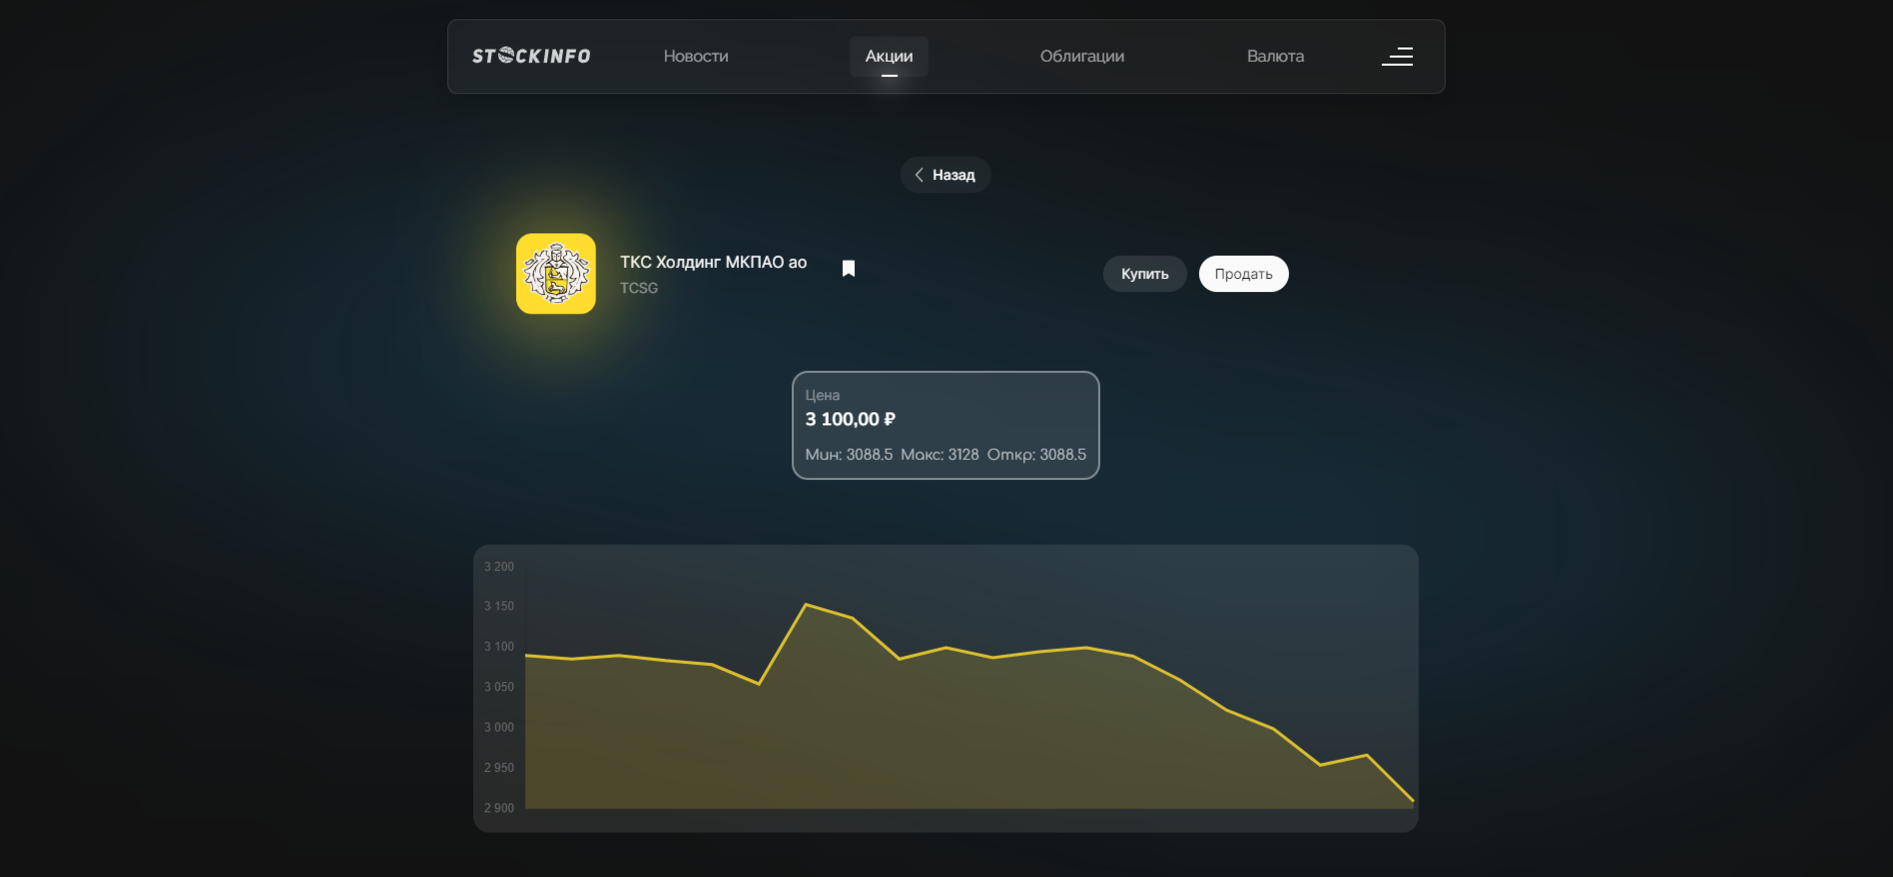 STOCKINFO Новости Акции Облигации Валюта
Назад
ТКС Холдинг МКПАО ао
TCSG
Купить Продать
Цена
3 100,00 ₽
Мин: 3088.5 Макс: 3128 Откр: 3088.5
3 200
3 150
3 100
3 050
3 000
2 950
2 900